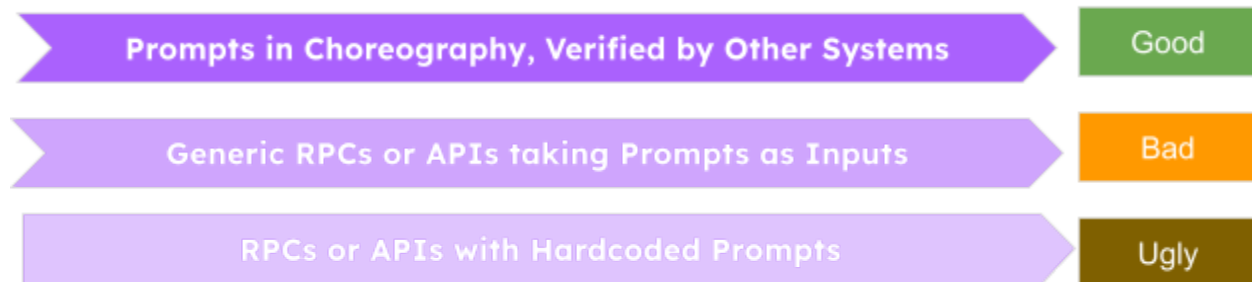 Prompts in Choreography, Verified by Other Systems
Good
Generic RPCs or APIs taking Prompts as Inputs
Bad
RPCs or APIs with Hardcoded Prompts
Ugly